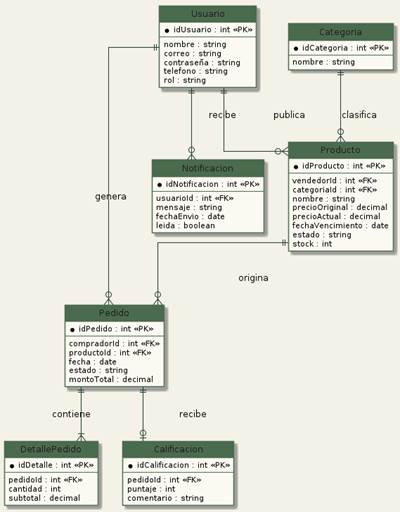 Usuario
idUsuario : int «PK»
nombre : string
correo : string
contraseña : string
telefono : string
rol : string
Categoria
idCategoria : int «PK»
nombre : string
recibe
publica
clasifica
Notificacion
idNotificacion : int «PK»
usuarioId : int «FK»
mensaje : string
fechaEnvio : date
leida : boolean
Producto
idProducto : int «PK»
vendedorId : int «FK»
categoriaId : int «FK»
nombre : string
precioOriginal : decimal
precioActual : decimal
fechaVencimiento : date
estado : string
stock : int
genera
origina
Pedido
idPedido : int «PK»
compradorId : int «FK»
productoId : int «FK»
fecha : date
estado : string
montoTotal : decimal
contiene
recibe
DetallePedido
idDetalle : int «PK»
pedidoId : int «FK»
cantidad : int
subtotal : decimal
Calificacion
idCalificacion : int «PK»
pedidoId : int «FK»
puntaje : int
comentario : string